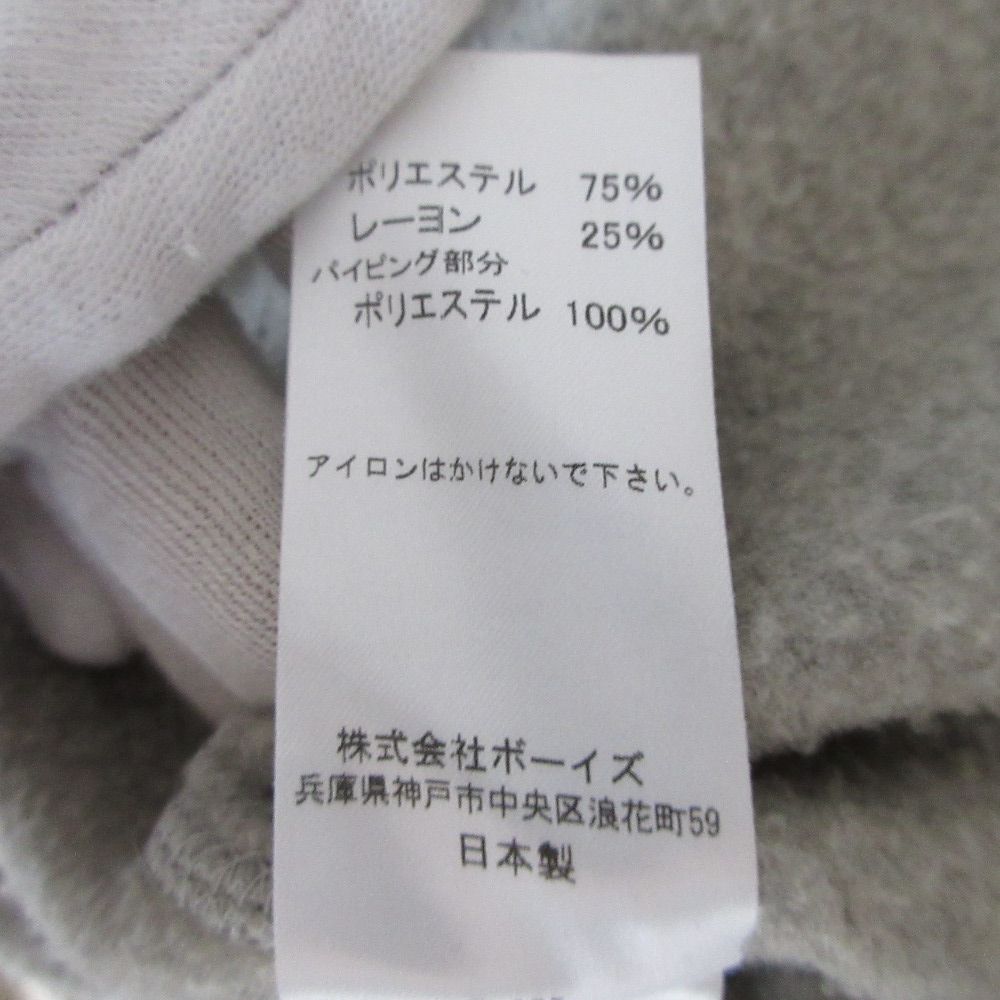 ポリエステル 75%
レーヨン 25%
パイピング部分
ポリエステル 100%
アイロンはかけないで下さい。
株式会社ボーイズ
兵庫県神戸市中央区浪花町59
日本製